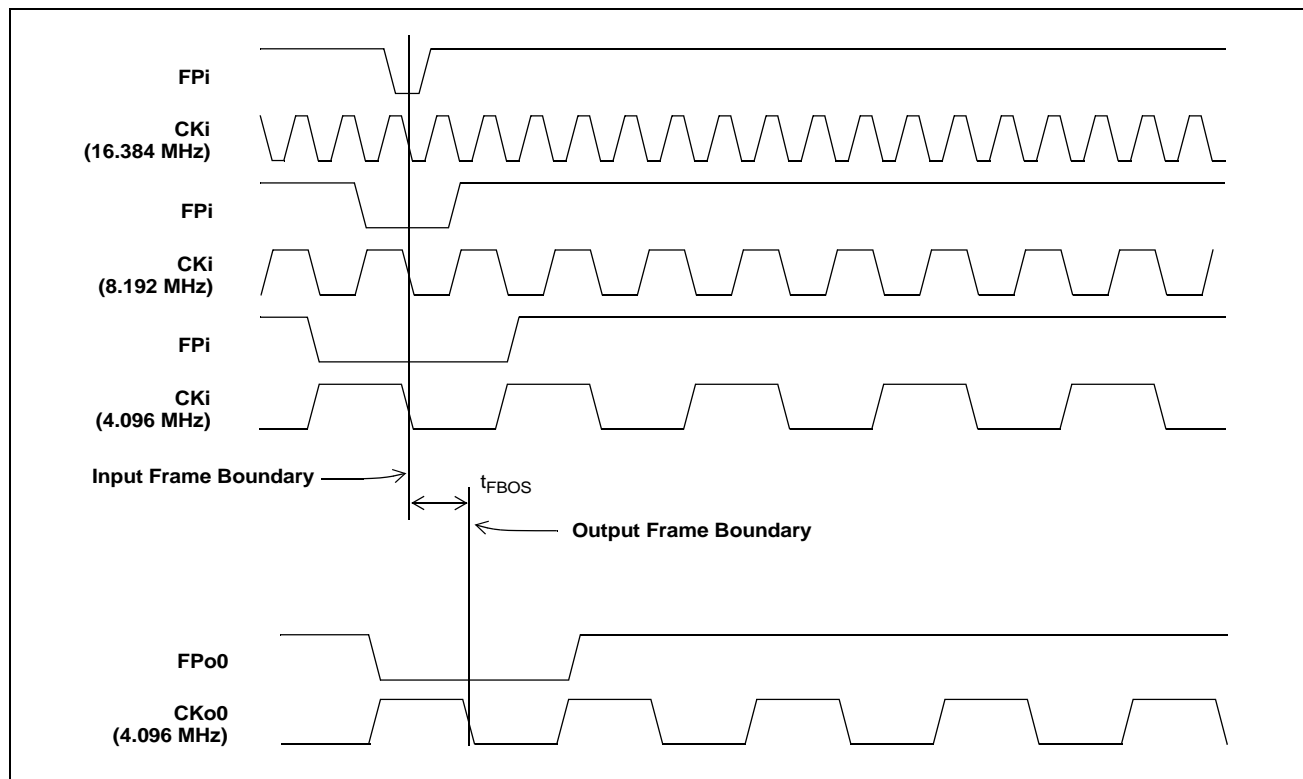 FPi
CKi
(16.384 MHz)
FPi
CKi
(8.192 MHz)
FPi
CKi
(4.096 MHz)
Input Frame Boundary
tFBOS
Output Frame Boundary
FPo0
CKo0
(4.096 MHz)